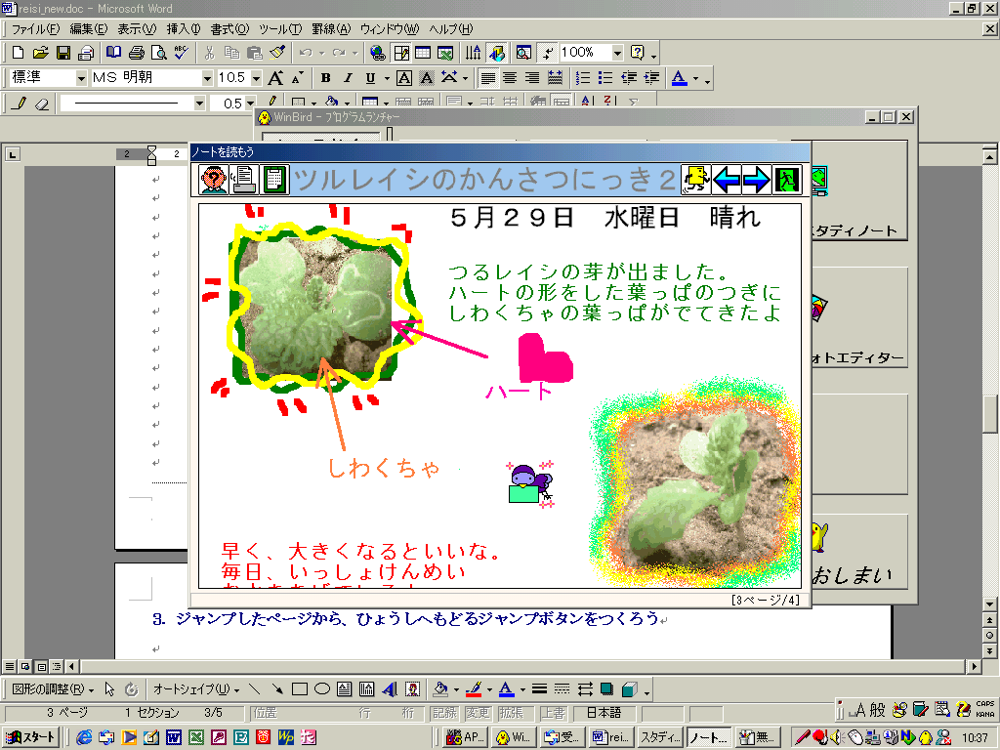 reisi_new.doc - Microsoft Word
ファイル(F) 編集(E) 表示(V) 挿入(I) 書式(O) ツール(T) 罫線(A) ウィンドウ(W) ヘルプ(H)
100%
標準 MS 明朝 10.5
0.5
WinBird - プログラムランチャー
2 2
ノートを読もう
ツルレイシのかんさつにっき2
5月29日 水曜日 晴れ
つるレイシの芽が出ました。
ハートの形をした葉っぱのつぎに
しわくちゃの葉っぱがでてきたよ
ハート
しわくちゃ
早く、大きくなるといいな。
毎日、いっしょけんめい
[3ページ/4]
タディノート
ォトエディター
おしまい
3. ジャンプしたページから、ひょうしへもどるジャンプボタンをつくろう
図形の調整(R) オートシェイプ(U)
3 ページ 1 セクション 3/5 位置 行 桁 記録 変更 拡張 上書 日本語
A 般 CAPS KANA
スタート AP... Wi... 受... rei... スタディ... ノート... 無... 10:37